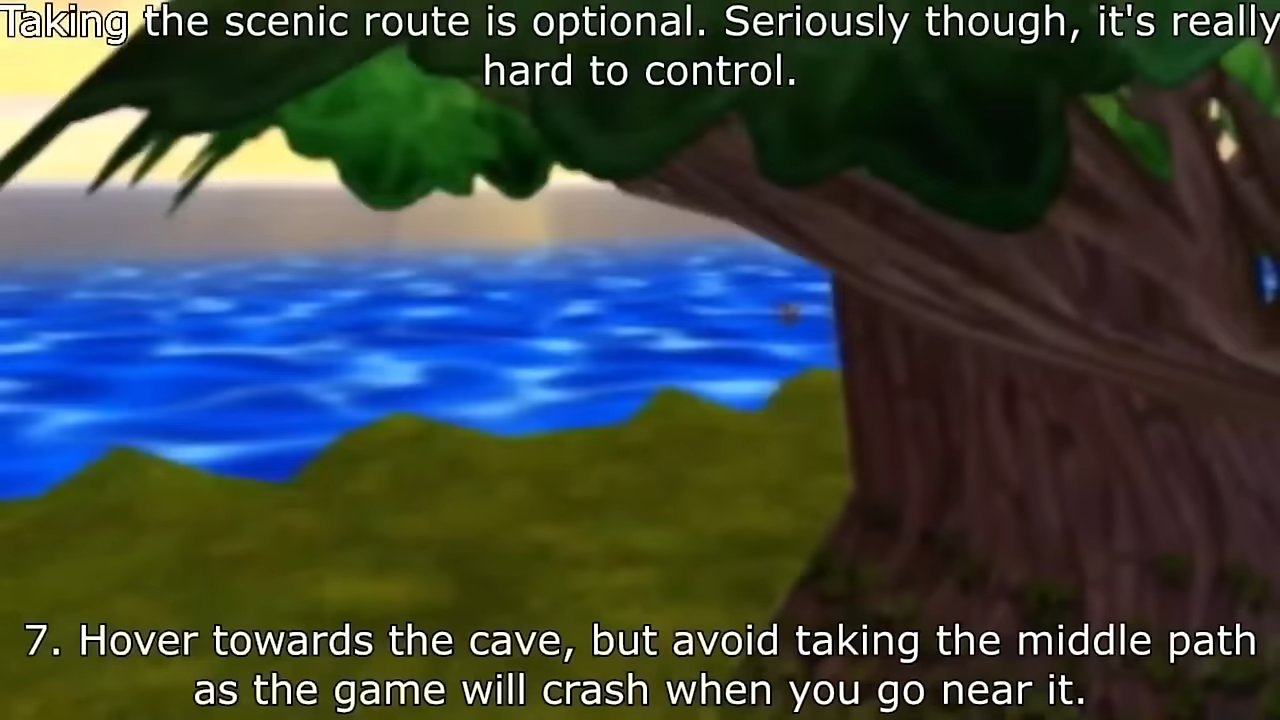 Taking the scenic route is optional. Seriously though, it's really
hard to control.
7. Hover towards the cave, but avoid taking the middle path
as the game will crash when you go near it.